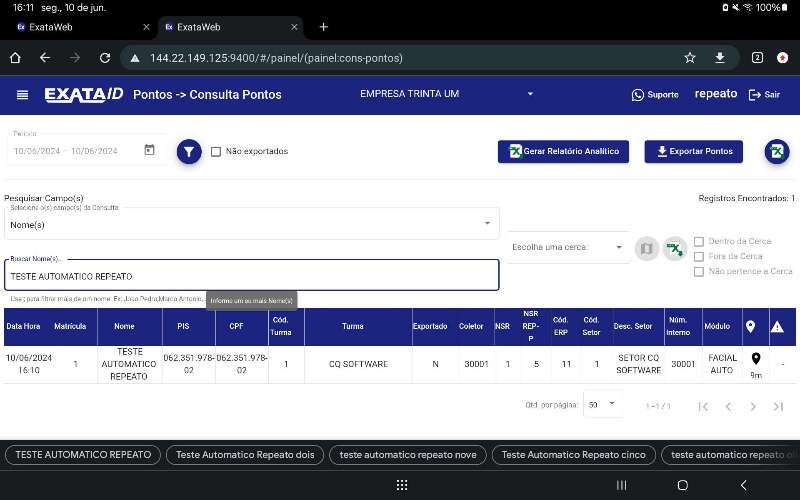 16:11 seg., 10 de jun.
100%
Ex ExataWeb
Ex ExataWeb
144.22.149.125:9400/#/painel/(painel:cons-pontos)
2
EXATA ID
Pontos -> Consulta Pontos
EMPRESA TRINTA UM
Suporte
repeato
Sair
Período
10/06/2024 – 10/06/2024
Não exportados
Gerar Relatório Analítico
Exportar Pontos
Pesquisar Campo(s)
Registros Encontrados: 1
Selecione o(s) campo(s) da Consulta
Nome(s)
Escolha uma cerca:
Dentro da Cerca
Fora da Cerca
Não pertence a Cerca
Buscar Nome(s)..
TESTE AUTOMATICO REPEATO
Use ; para filtrar mais de um nome. Ex: Joao Pedro;Marco Antonio,
Informe um ou mais Nome(s)
Data Hora Matrícula Nome PIS CPF Cód. Turma Turma Exportado Coletor NSR NSR REP-P Cód. ERP Cód. Setor Desc. Setor Núm. Interno Módulo
10/06/2024 16:10 1 TESTE AUTOMATICO REPEATO 062.351.978-02 062.351.978-02 1 CQ SOFTWARE N 30001 1 5 11 1 SETOR CQ SOFTWARE 30001 FACIAL AUTO 9m -
Qtd. por página: 50 1 - 1 / 1
TESTE AUTOMATICO REPEATO
Teste Automatico Repeato dois
teste automatico repeato nove
Teste Automatico Repeato cinco
teste automatico repeato